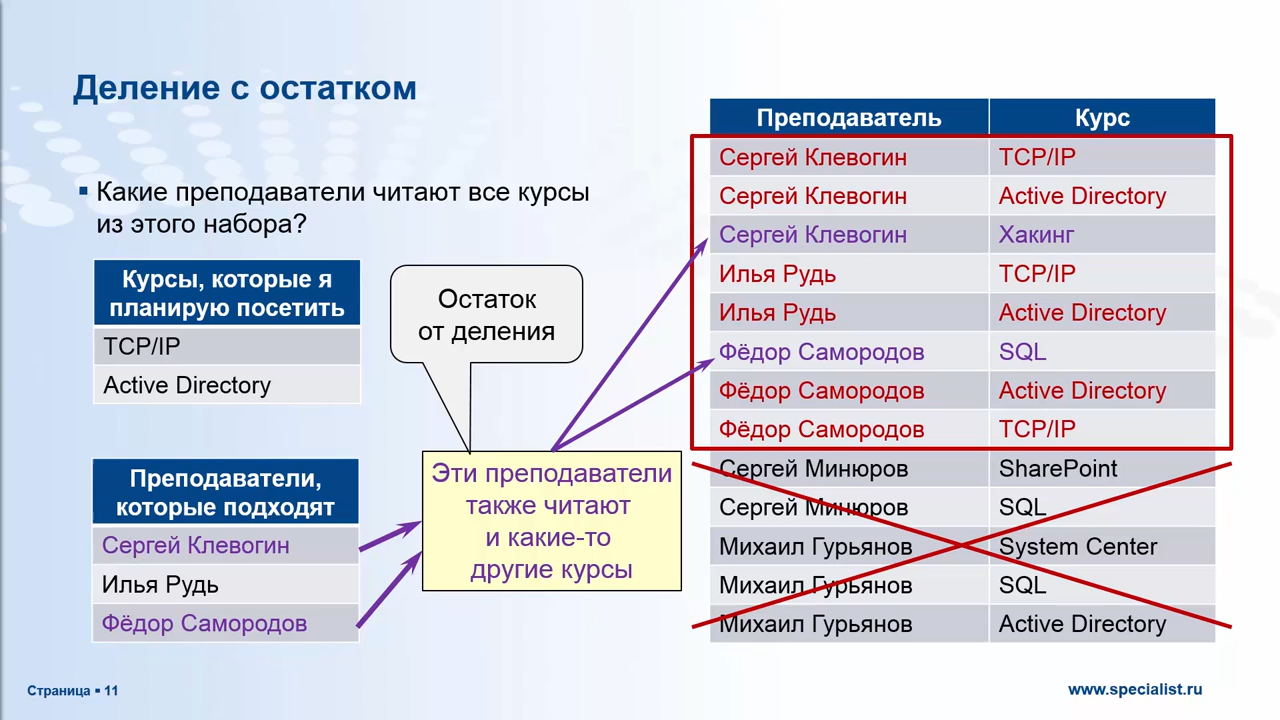 Деление с остатком
▪ Какие преподаватели читают все курсы
из этого набора?
Курсы, которые я
планирую посетить
TCP/IP
Active Directory
Остаток
от деления
Преподаватели,
которые подходят
Сергей Клевогин
Илья Рудь
Фёдор Самородов
Эти преподаватели
также читают
и какие-то
другие курсы
Преподаватель Курс
Сергей Клевогин TCP/IP
Сергей Клевогин Active Directory
Сергей Клевогин Хакинг
Илья Рудь TCP/IP
Илья Рудь Active Directory
Фёдор Самородов SQL
Фёдор Самородов Active Directory
Фёдор Самородов TCP/IP
Сергей Минюров SharePoint
Сергей Минюров SQL
Михаил Гурьянов System Center
Михаил Гурьянов SQL
Михаил Гурьянов Active Directory
Страница ▪ 11
www.specialist.ru